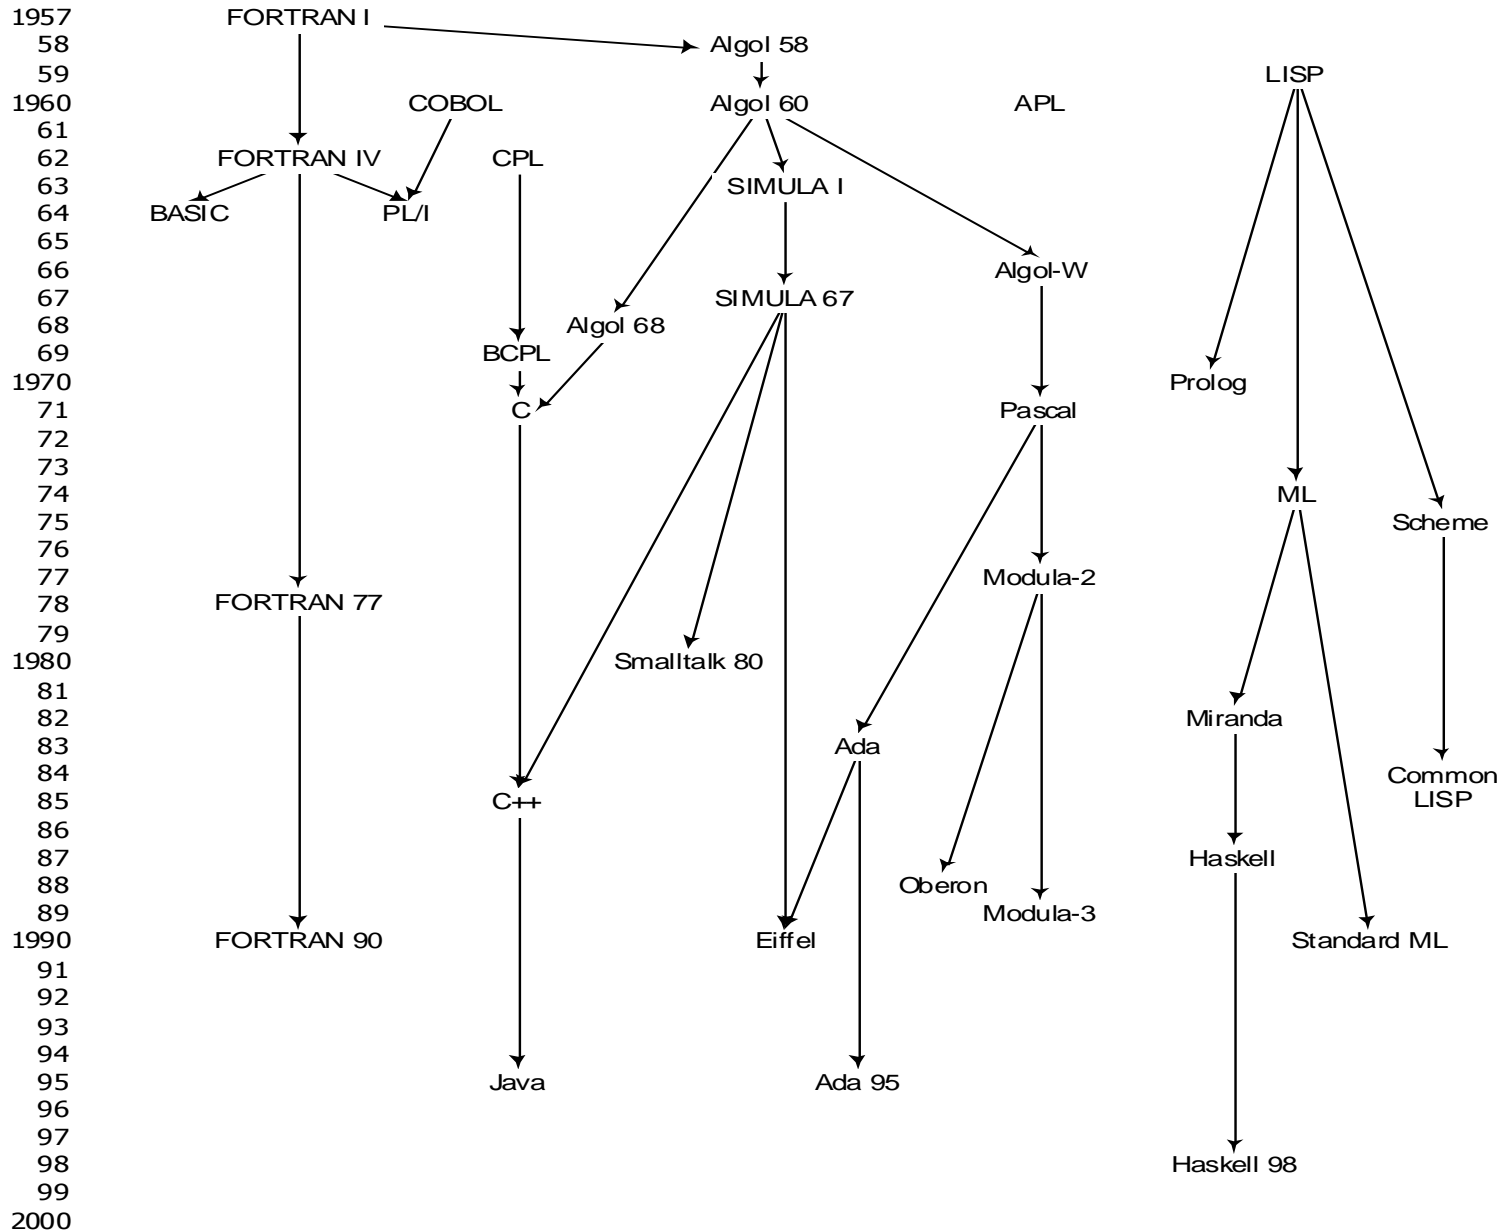 1957 FORTRAN I
58 Algol 58
59 LISP
1960 COBOL Algol 60 APL
61
62 FORTRAN IV CPL
63 SIMULA I
64 BASIC PL/I
65
66 Algol-W
67 SIMULA 67
68 Algol 68
69 BCPL
1970 Prolog
71 C Pascal
72
73
74 ML
75 Scheme
76
77 Modula-2
78 FORTRAN 77
79
1980 Smalltalk 80
81
82 Miranda
83 Ada
84 Common
85 C++ LISP
86
87 Haskell
88 Oberon
89 Modula-3
1990 FORTRAN 90 Eiffel Standard ML
91
92
93
94
95 Java Ada 95
96
97
98 Haskell 98
99
2000